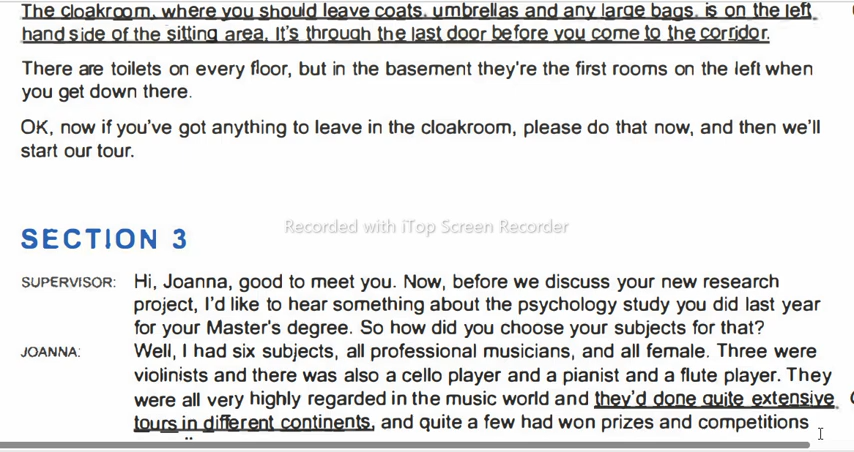 The cloakroom, where you should leave coats, umbrellas and any large bags, is on the left
hand side of the sitting area. It's through the last door before you come to the corridor.
There are toilets on every floor, but in the basement they're the first rooms on the left when
you get down there.
OK, now if you've got anything to leave in the cloakroom, please do that now, and then we'll
start our tour.
Recorded with iTop Screen Recorder
SECTION 3
SUPERVISOR: Hi, Joanna, good to meet you. Now, before we discuss your new research
project, I'd like to hear something about the psychology study you did last year
for your Master's degree. So how did you choose your subjects for that?
JOANNA: Well, I had six subjects, all professional musicians, and all female. Three were
violinists and there was also a cello player and a pianist and a flute player. They
were all very highly regarded in the music world and they'd done quite extensive
tours in different continents, and quite a few had won prizes and competitions